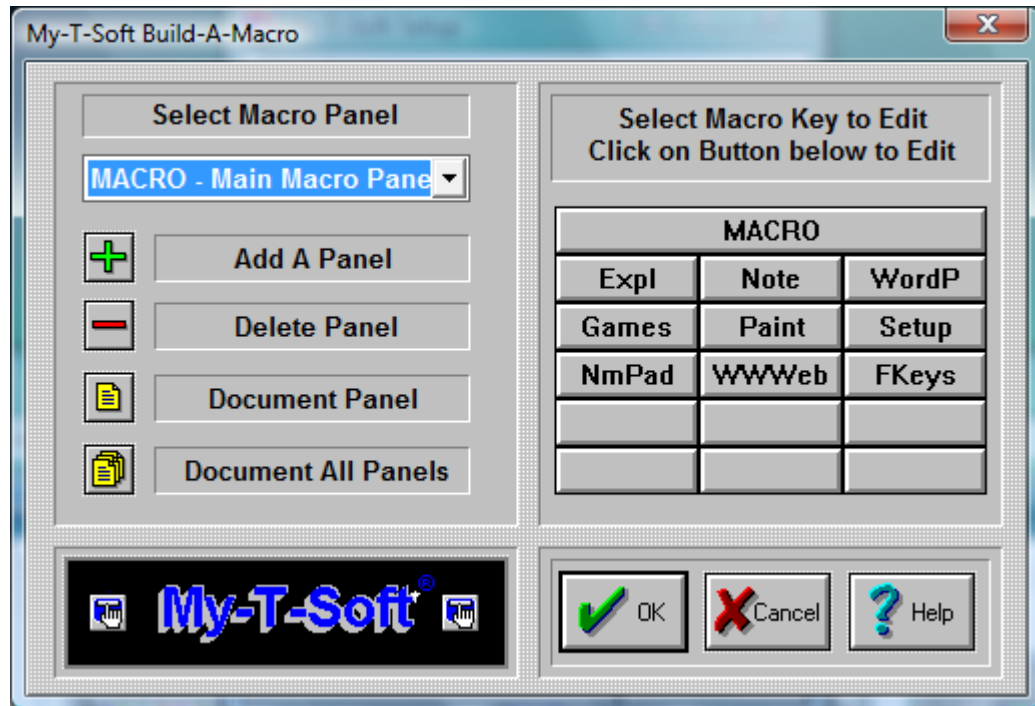 My-T-Soft Build-A-Macro
Select Macro Panel
MACRO - Main Macro Pane
Add A Panel
Delete Panel
Document Panel
Document All Panels
Select Macro Key to Edit
Click on Button below to Edit
MACRO
Expl Note WordP
Games Paint Setup
NmPad WWWeb FKeys
My-T-Soft®
OK Cancel Help